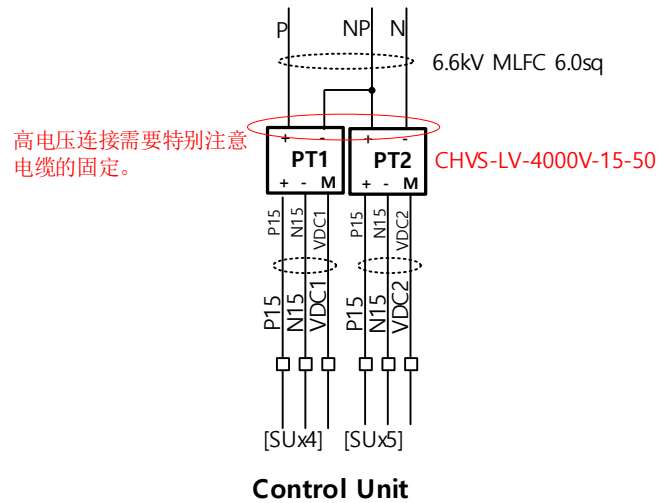 P NP N
6.6kV MLFC 6.0sq
高电压连接需要特别注意
电缆的固定。
+ - + -
PT1 PT2
CHVS-LV-4000V-15-50
+ - M + - M
P15 N15 VDC1 P15 N15 VDC2
P15 N15 VDC1 P15 N15 VDC2
[SUx4] [SUx5]
Control Unit